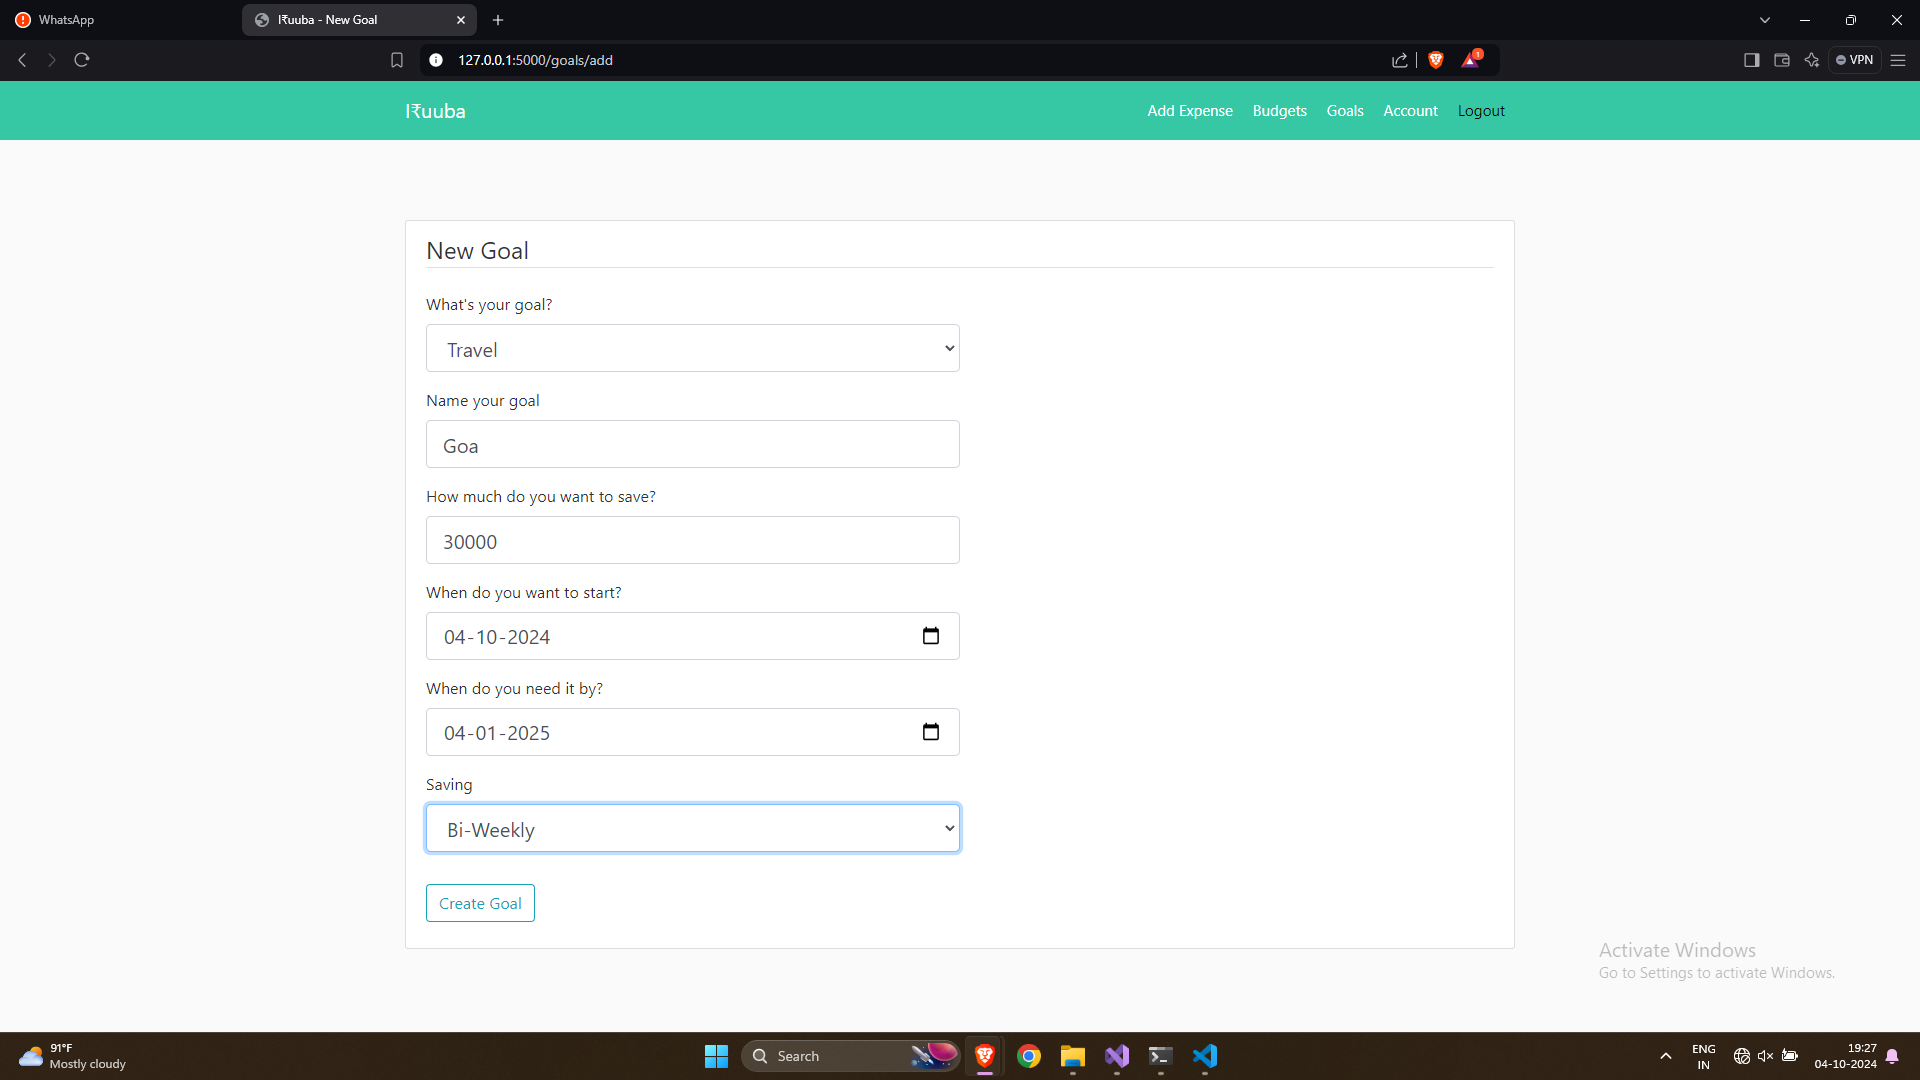 WhatsApp
I₹uuba - New Goal
127.0.0.1:5000/goals/add
1
VPN
I₹uuba
Add Expense
Budgets
Goals
Account
Logout
New Goal
What's your goal?
Travel
Name your goal
Goa
How much do you want to save?
30000
When do you want to start?
04-10-2024
When do you need it by?
04-01-2025
Saving
Bi-Weekly
Create Goal
Activate Windows
Go to Settings to activate Windows.
91°F
Mostly cloudy
Search
ENG
IN
19:27
04-10-2024